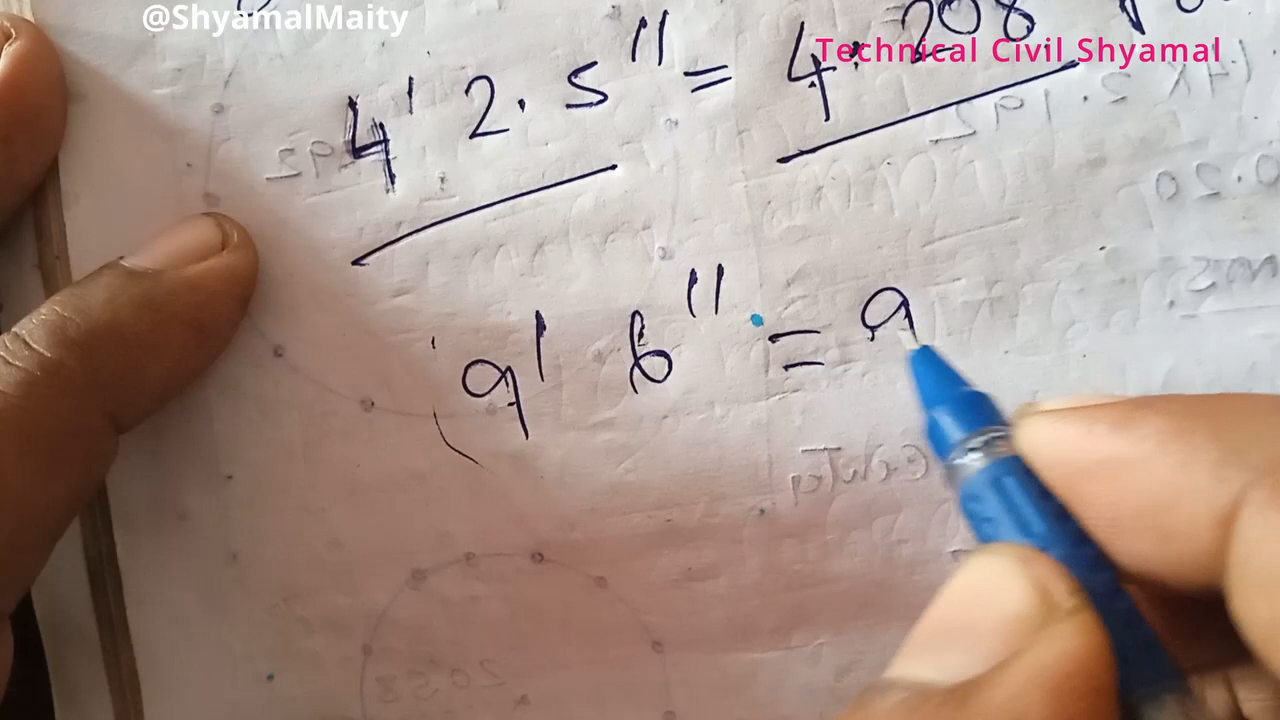 @ShyamalMaity
Technical Civil Shyamal
4' 2.5" = 4.208
9' 6" = 9